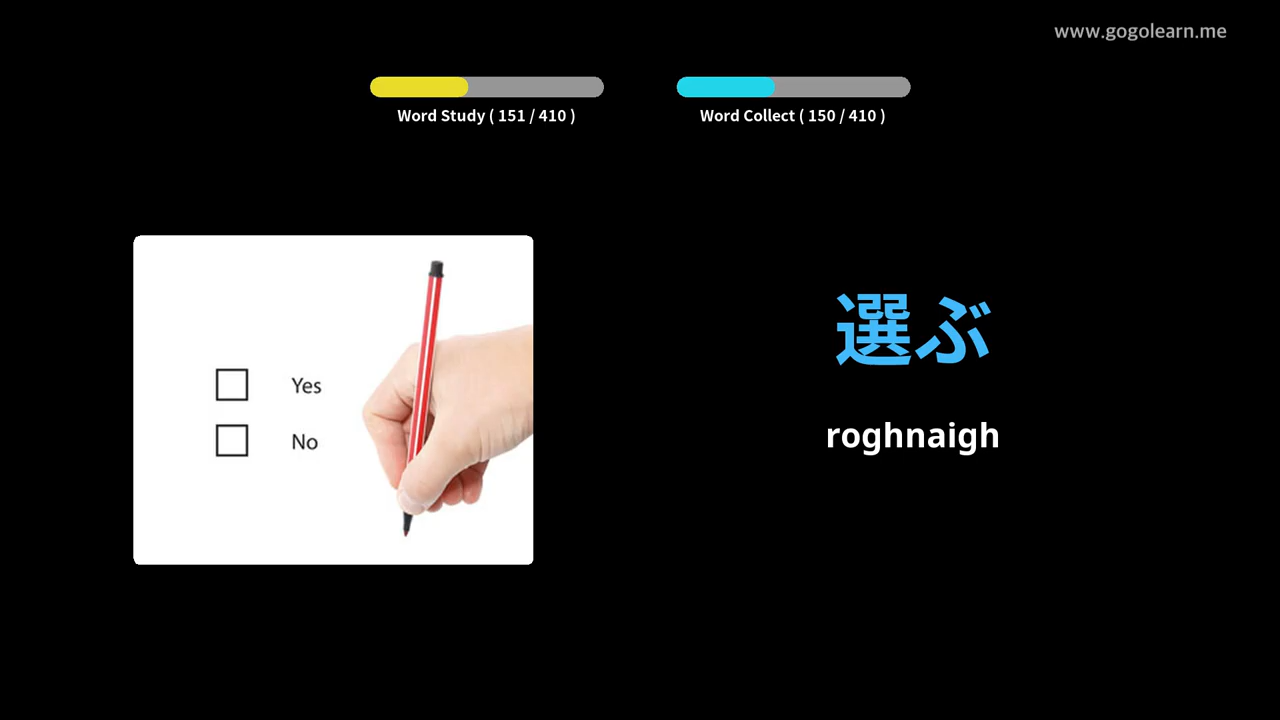 www.gogolearn.me
Word Study ( 151 / 410 )
Word Collect ( 150 / 410 )
Yes
No
選ぶ
roghnaigh